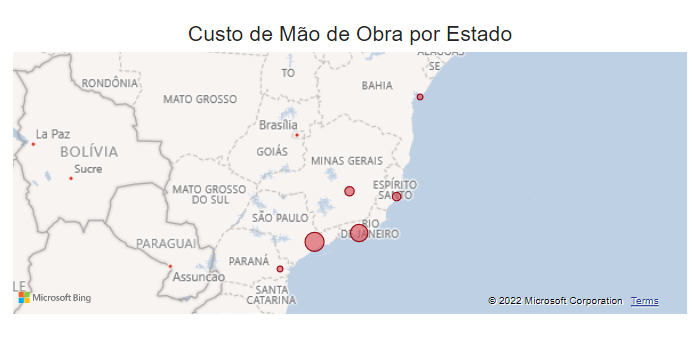 Custo de Mão de Obra por Estado
ALAGOAS
SE
TO
RONDÔNIA
BAHIA
MATO GROSSO
Brasília
La Paz
BOLÍVIA
GOIÁS
MINAS GERAIS
Sucre
MATO GROSSO
DO SUL
ESPÍRITO
SANTO
SÃO PAULO
RIO
DE JANEIRO
PARAGUAI
PARANÁ
Assunção
SANTA
CATARINA
LE
Microsoft Bing
© 2022 Microsoft Corporation Terms